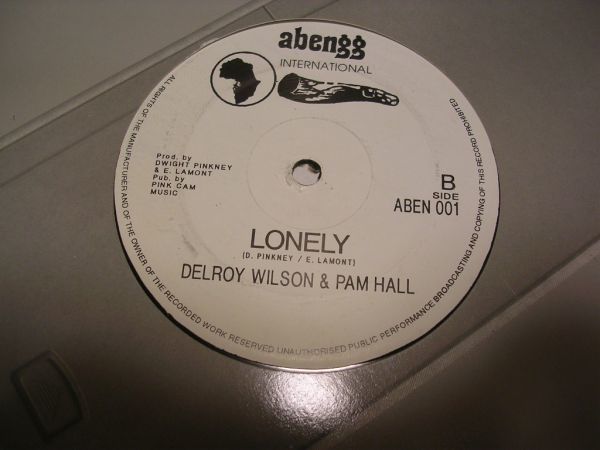 abengg
INTERNATIONAL
Prod. by
DWIGHT PINKNEY
& E. LAMONT
Pub. by
PINK CAM
MUSIC
B
SIDE
ABEN 001
LONELY
(D. PINKNEY / E. LAMONT)
DELROY WILSON & PAM HALL
ALL RIGHTS OF THE MANUFACTURER AND OF THE OWNER OF THE RECORDED WORK RESERVED UNAUTHORISED PUBLIC PERFORMANCE BROADCASTING AND COPYING OF THIS RECORD PROHIBITED